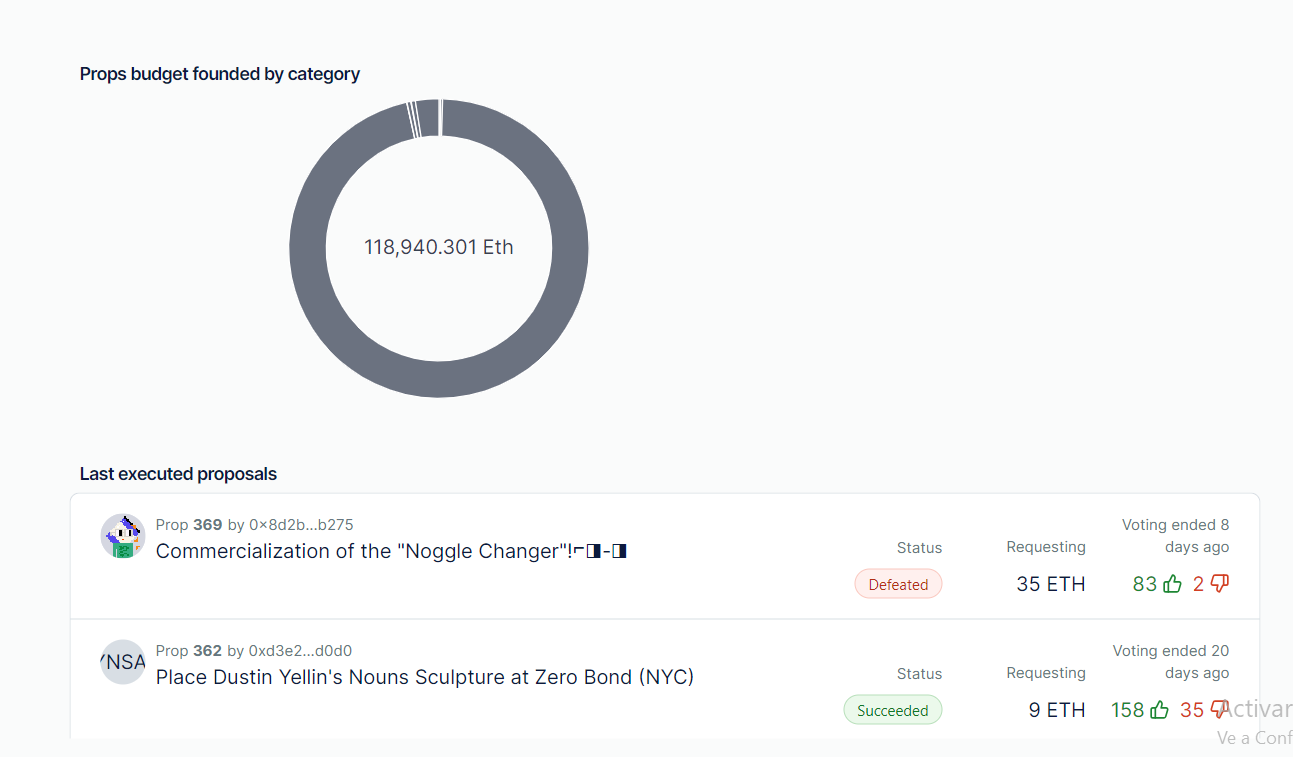 Props budget founded by category
118,940.301 Eth
Last executed proposals
Prop 369 by 0x8d2b...b275
Commercialization of the "Noggle Changer"!⌐◨-◨
Status
Defeated
Requesting
35 ETH
Voting ended 8
days ago
83 2
Prop 362 by 0xd3e2...d0d0
Place Dustin Yellin's Nouns Sculpture at Zero Bond (NYC)
Status
Succeeded
Requesting
9 ETH
Voting ended 20
days ago
158 35
Activar
Ve a Conf